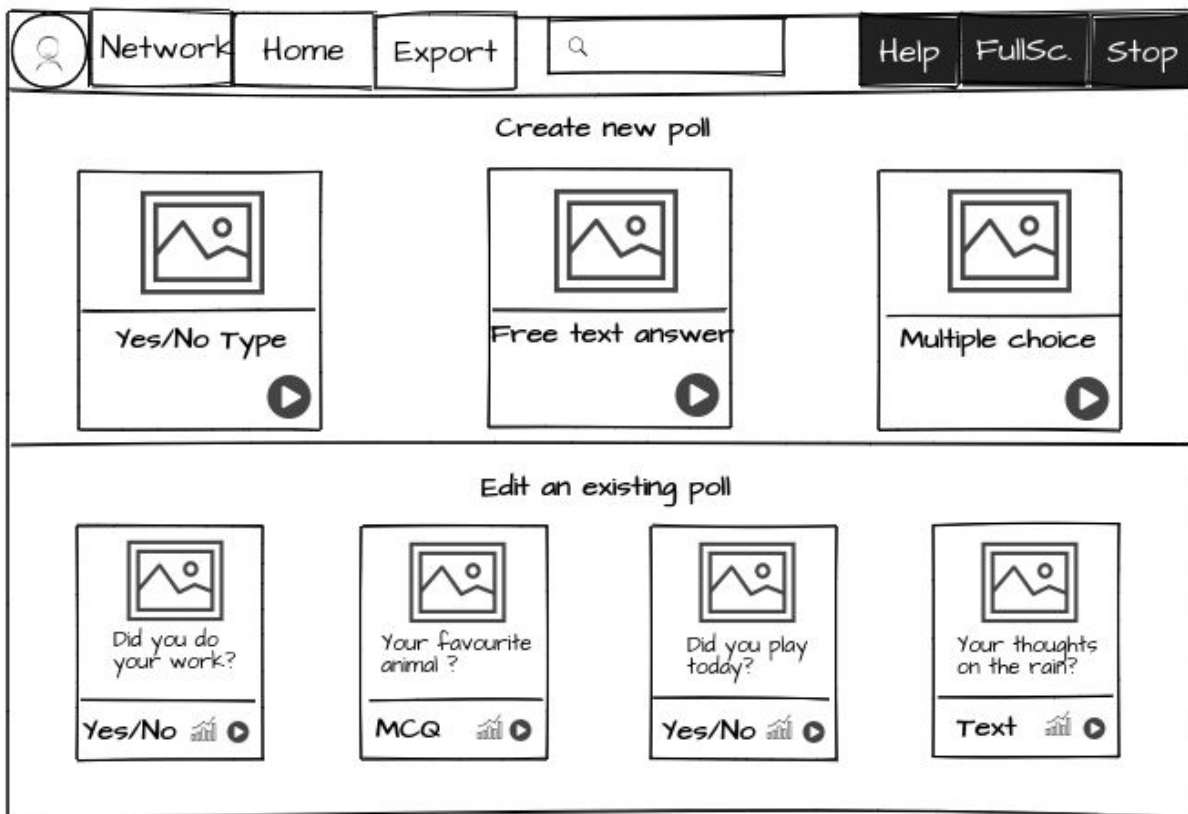 Network Home Export Help FullSc. Stop
Create new poll
Yes/No Type
Free text answer
Multiple choice
Edit an existing poll
Did you do
your work?
Yes/No
Your favourite
animal ?
MCQ
Did you play
today?
Yes/No
Your thoughts
on the rain?
Text